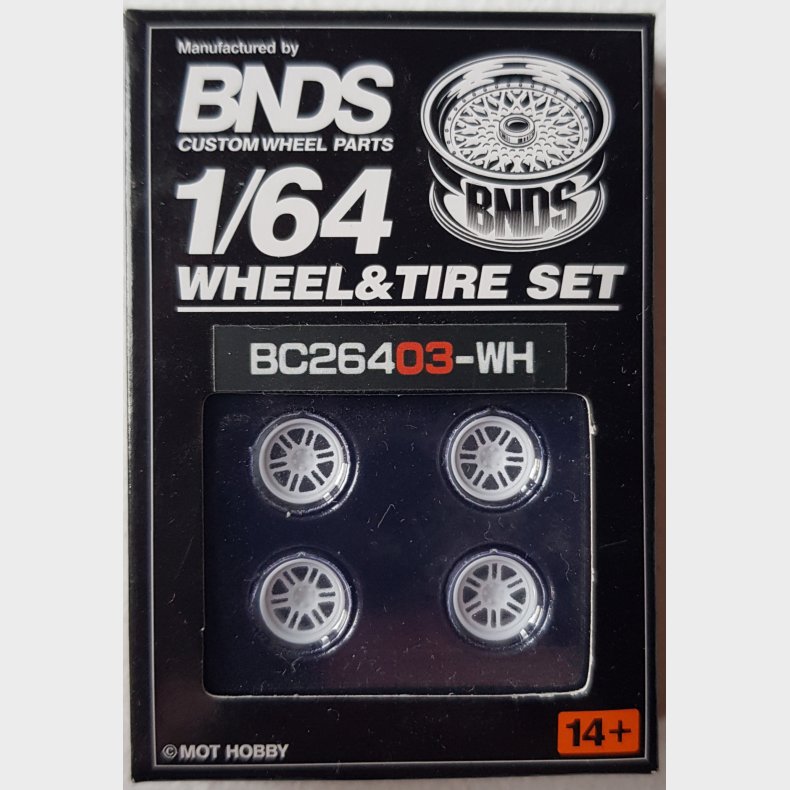 Manufactured by
BNDS
CUSTOM WHEEL PARTS
BNDS
1/64
WHEEL&TIRE SET
BC26403-WH
14+
©MOT HOBBY